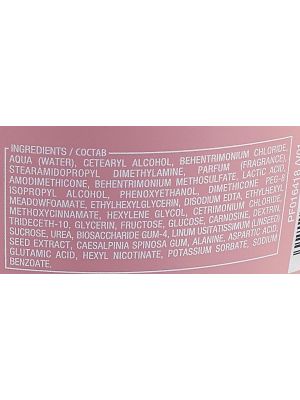 INGREDIENTS / СОСТАВ
AQUA (WATER), CETEARYL ALCOHOL, BEHENTRIMONIUM CHLORIDE,
STEARAMIDOPROPYL DIMETHYLAMINE, PARFUM (FRAGRANCE),
AMODIMETHICONE, BEHENTRIMONIUM METHOSULFATE, LACTIC ACID,
ISOPROPYL ALCOHOL, PHENOXYETHANOL, DIMETHICONE PEG-8
MEADOWFOAMATE, ETHYLHEXYLGLYCERIN, DISODIUM EDTA, ETHYLHEXYL
METHOXYCINNAMATE, HEXYLENE GLYCOL, CETRIMONIUM CHLORIDE,
TRIDECETH-10, GLYCERIN, FRUCTOSE, GLUCOSE, CARNOSINE, DEXTRIN,
SUCROSE, UREA, BIOSACCHARIDE GUM-4, LINUM USITATISSIMUM (LINSEED)
SEED EXTRACT, CAESALPINIA SPINOSA GUM, ALANINE, ASPARTIC ACID,
GLUTAMIC ACID, HEXYL NICOTINATE, POTASSIUM SORBATE, SODIUM
BENZOATE.
PF016418 A01